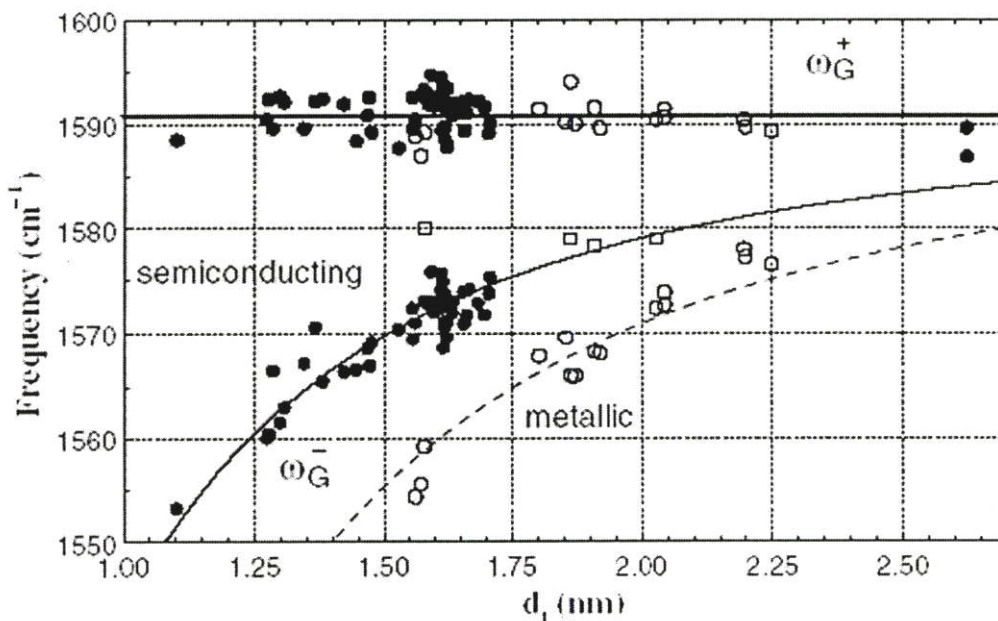 1600
1590
1580
1570
1560
1550
Frequency (cm⁻¹)
ω_G⁺
semiconducting
metallic
ω_G⁻
1.00 1.25 1.50 1.75 2.00 2.25 2.50
d_t (nm)